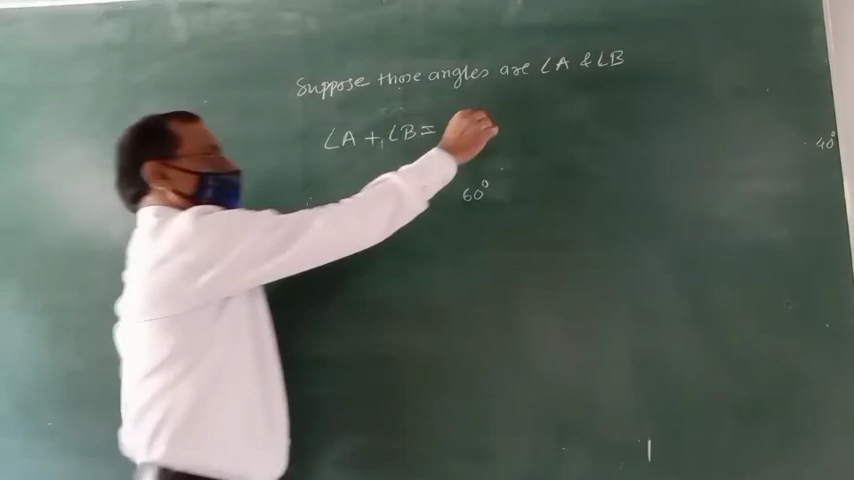 Suppose those angles are ∠A & ∠B
∠A + ∠B =
40°
60°